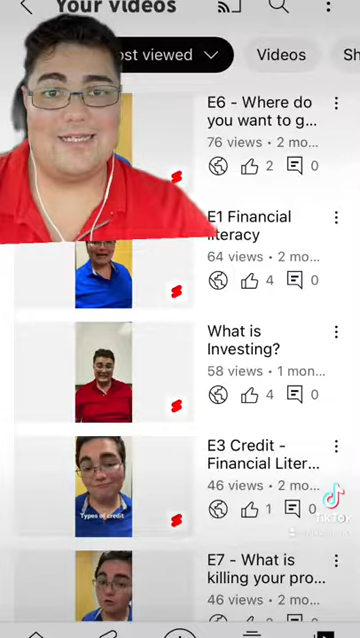 Your videos
ost viewed
Videos
Sh
E6 - Where do
you want to g...
76 views • 2 mo...
2
0
E1 Financial
literacy
64 views • 2 mo...
4
0
What is
Investing?
58 views • 1 mon...
4
0
E3 Credit -
Financial Liter...
46 views • 2 mo...
1
0
Types of credit
TikTok
E7 - What is
killing your pro...
46 views • 2 mo...